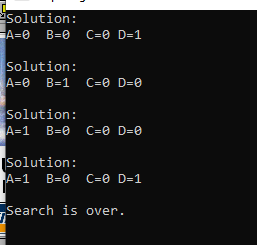 Solution:
A=0 B=0 C=0 D=1
Solution:
A=0 B=1 C=0 D=0
Solution:
A=1 B=0 C=0 D=0
Solution:
A=1 B=0 C=0 D=1
Search is over.